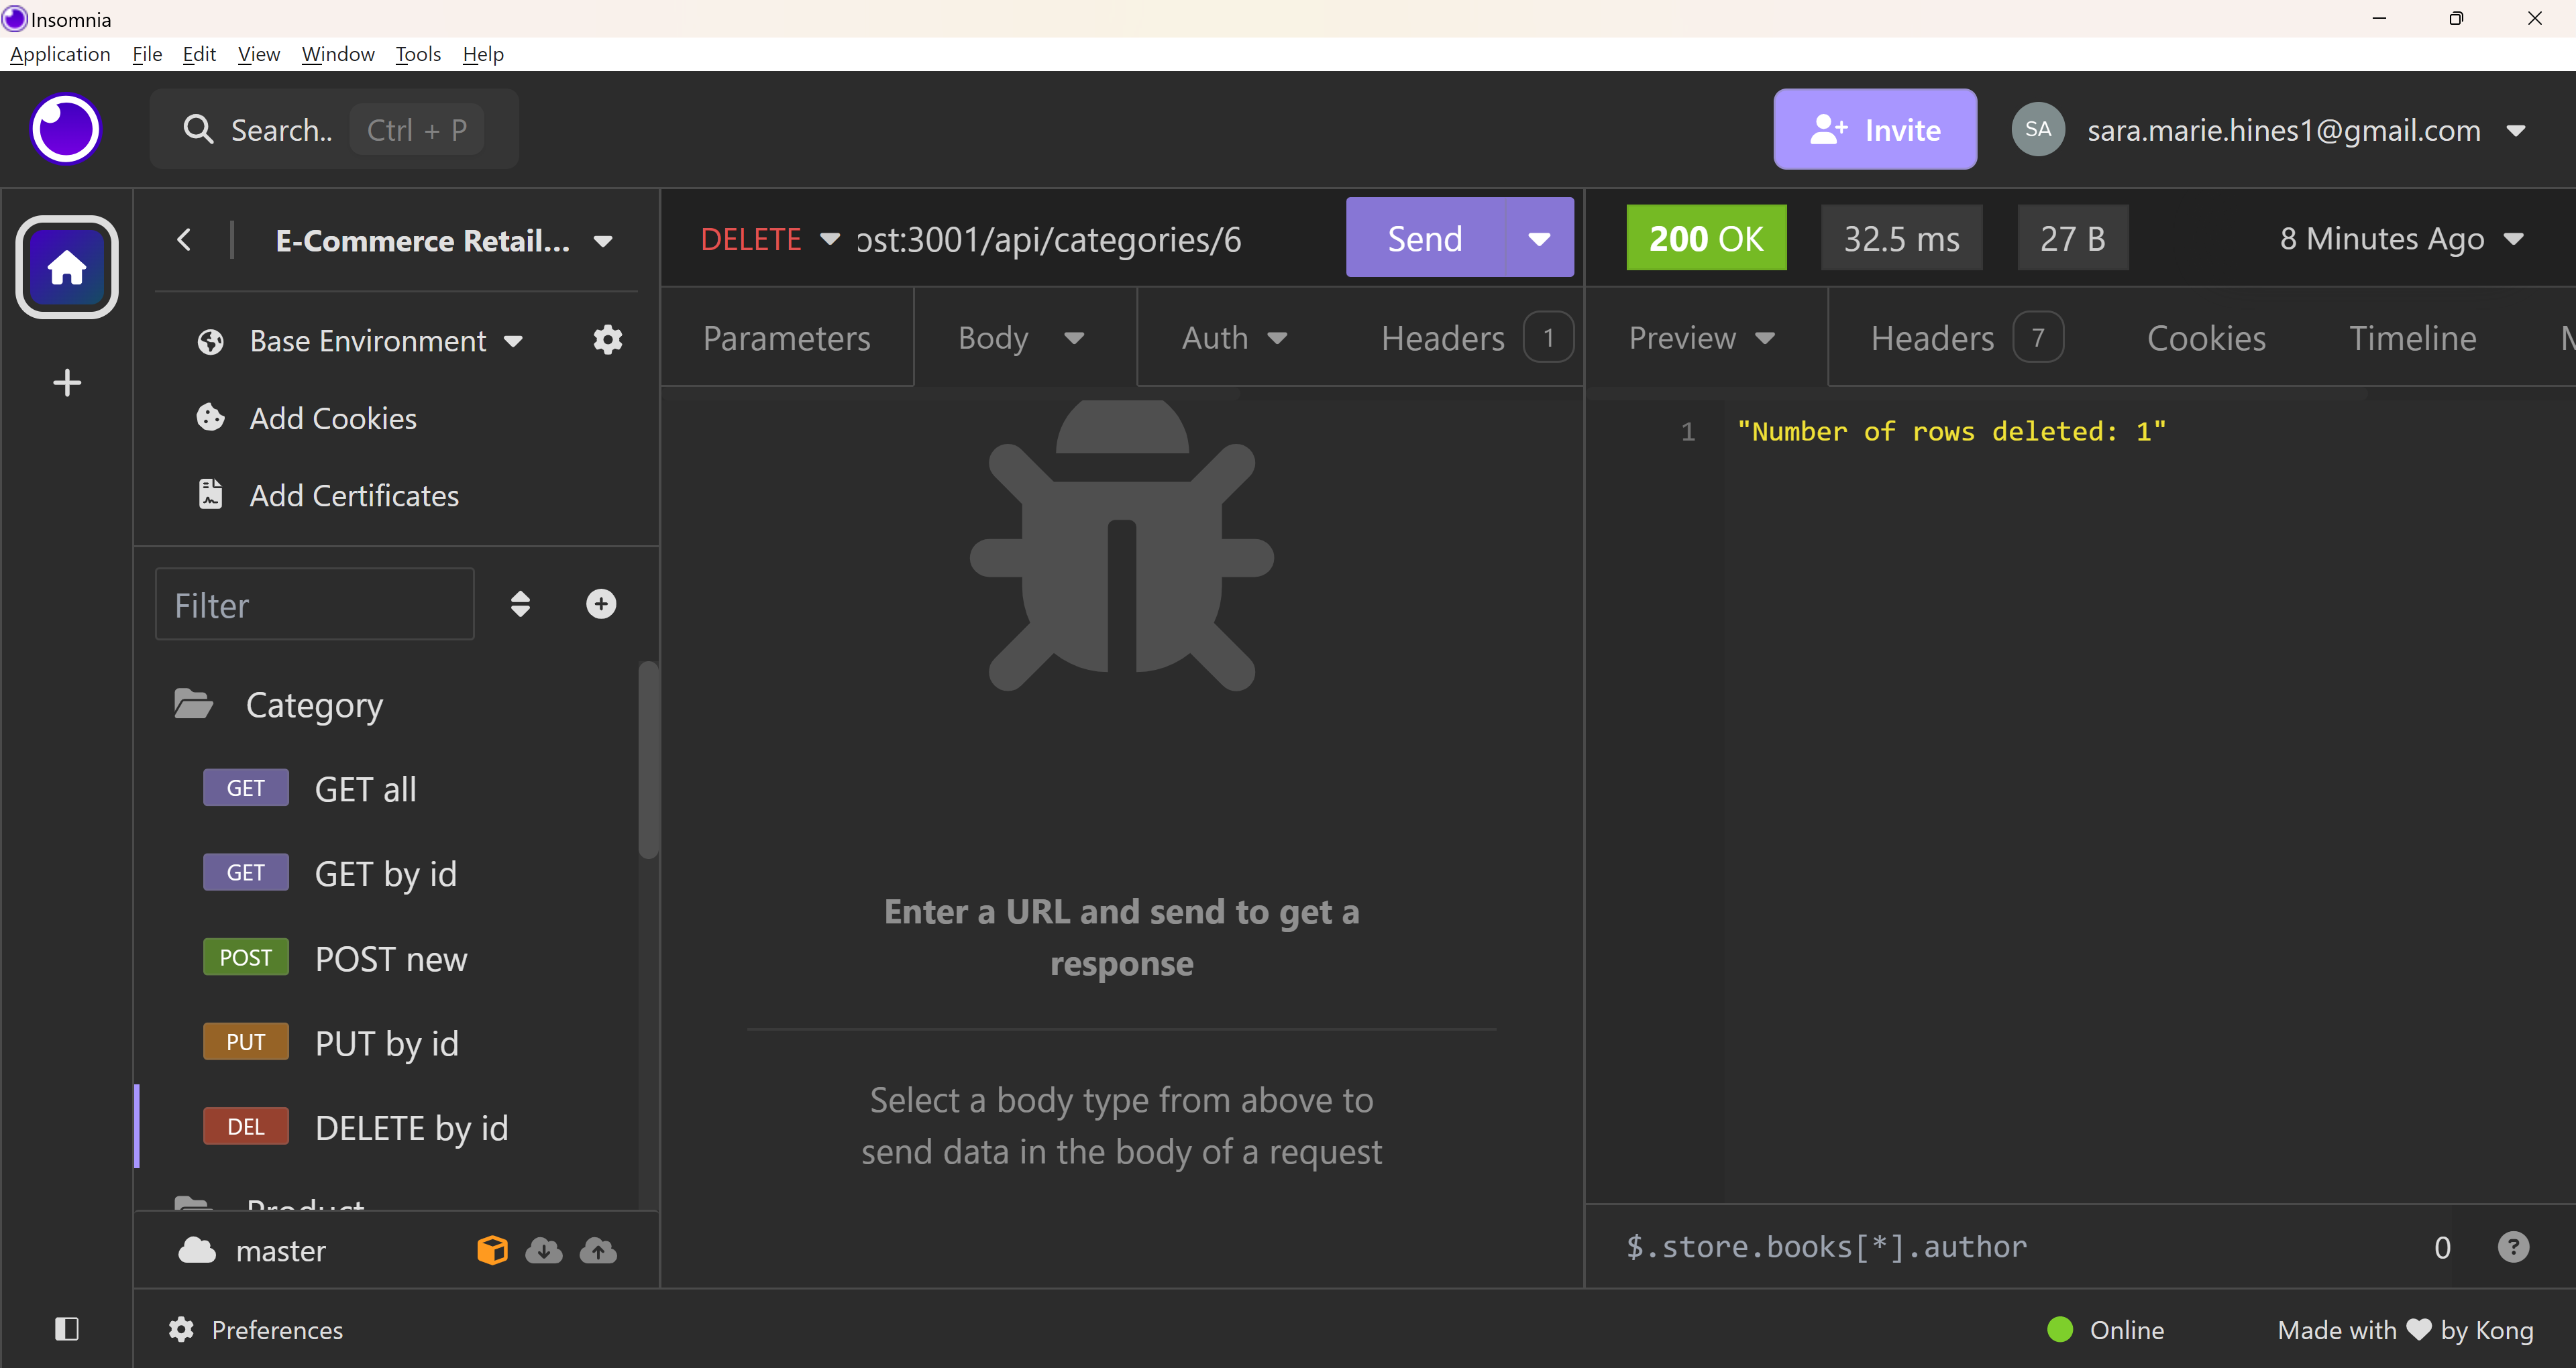 Insomnia
Application File Edit View Window Tools Help
Search.. Ctrl + P
Invite
SA sara.marie.hines1@gmail.com
E-Commerce Retail...
DELETE ost:3001/api/categories/6 Send
200 OK 32.5 ms 27 B 8 Minutes Ago
Base Environment
Add Cookies
Add Certificates
Parameters Body Auth Headers 1
Preview Headers 7 Cookies Timeline
1 "Number of rows deleted: 1"
Filter
Category
GET GET all
GET GET by id
POST POST new
PUT PUT by id
DEL DELETE by id
Product
Enter a URL and send to get a
response
Select a body type from above to
send data in the body of a request
master
$.store.books[*].author 0 ?
Preferences
Online
Made with ♥ by Kong